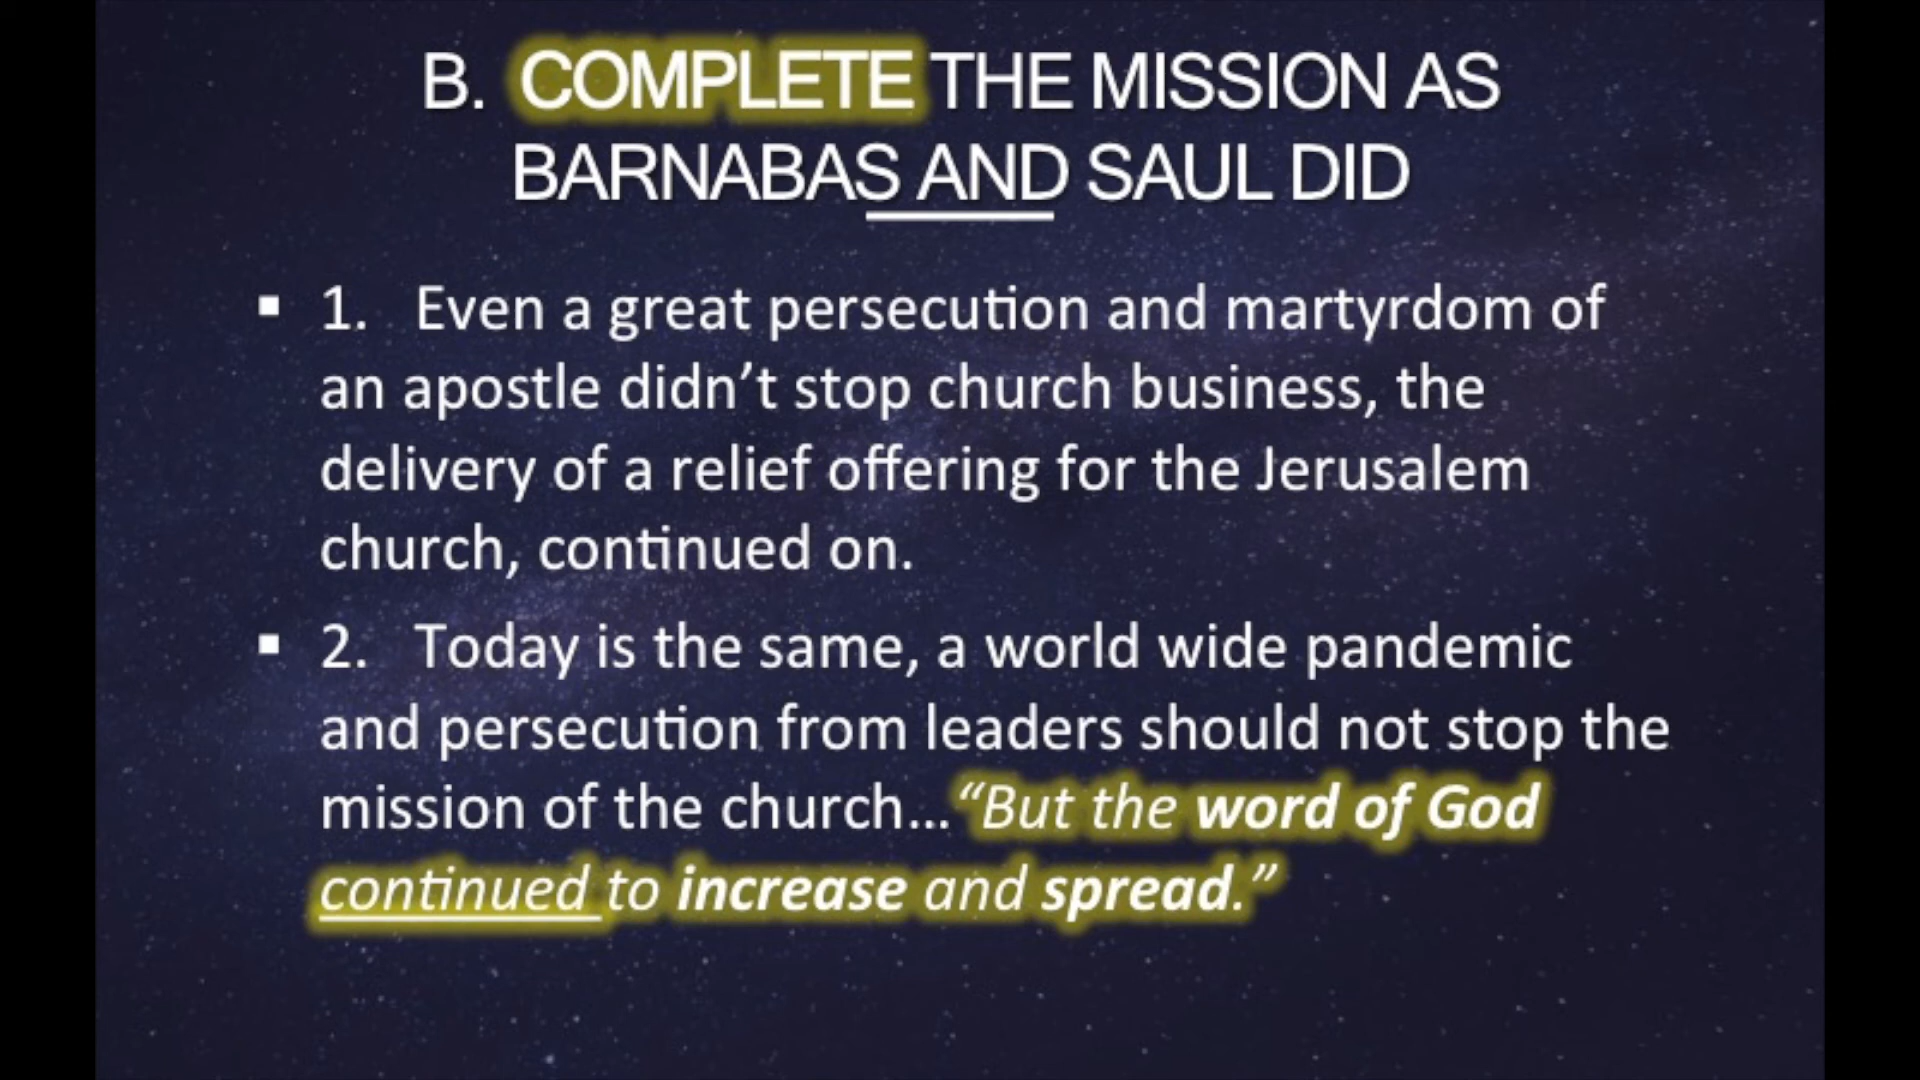 B. COMPLETE THE MISSION AS
BARNABAS AND SAUL DID
▪ 1. Even a great persecution and martyrdom of
an apostle didn’t stop church business, the
delivery of a relief offering for the Jerusalem
church, continued on.
▪ 2. Today is the same, a world wide pandemic
and persecution from leaders should not stop the
mission of the church…“But the word of God
continued to increase and spread.”